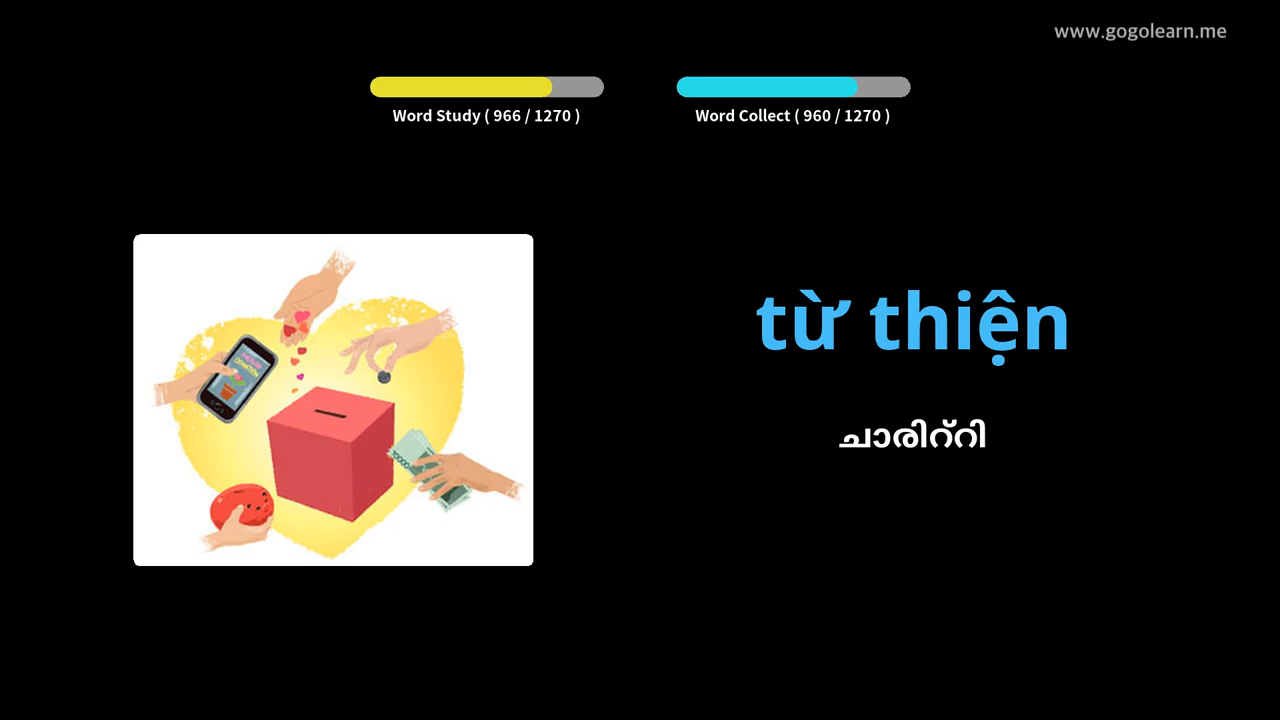 www.gogolearn.me
Word Study ( 966 / 1270 )
Word Collect ( 960 / 1270 )
từ thiện
ചാരിറ്റി